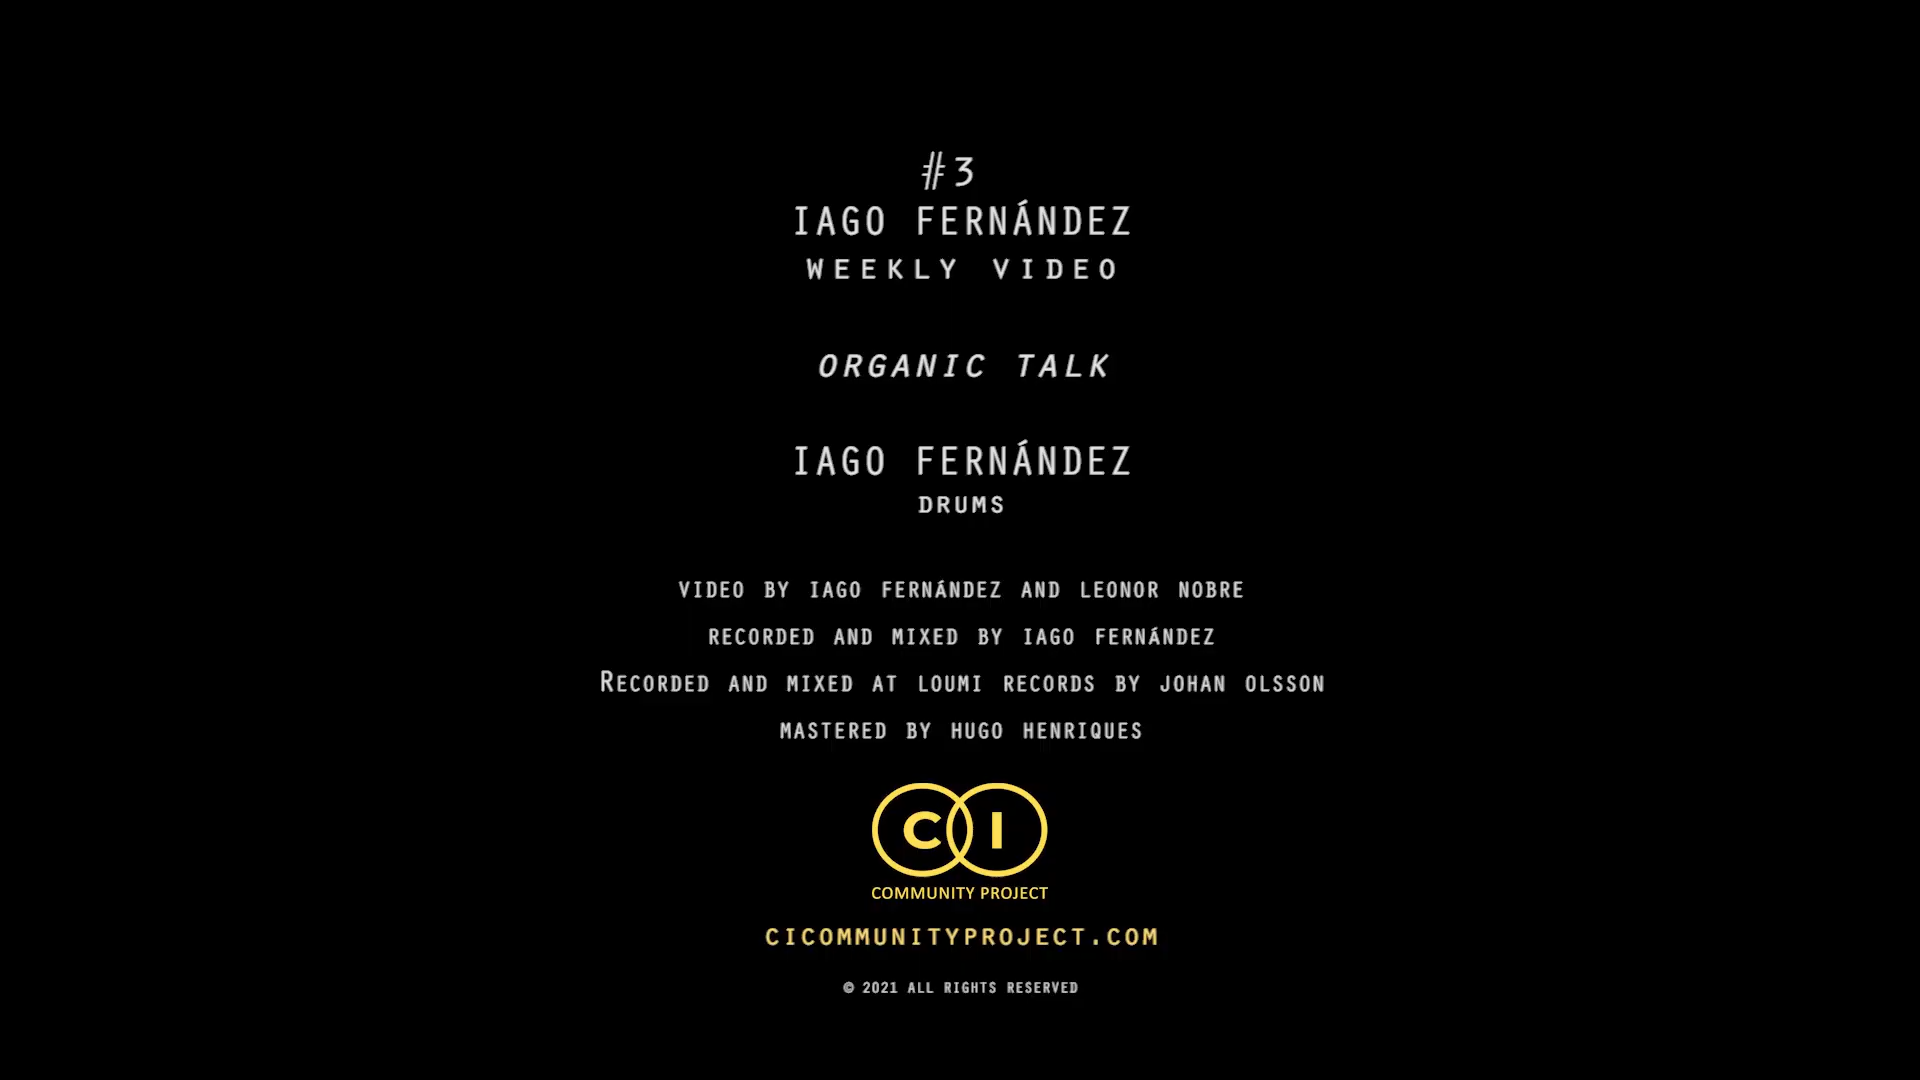 #3
IAGO FERNÁNDEZ
WEEKLY VIDEO
ORGANIC TALK
IAGO FERNÁNDEZ
DRUMS
VIDEO BY IAGO FERNÁNDEZ AND LEONOR NOBRE
RECORDED AND MIXED BY IAGO FERNÁNDEZ
RECORDED AND MIXED AT LOUMI RECORDS BY JOHAN OLSSON
MASTERED BY HUGO HENRIQUES
C I
COMMUNITY PROJECT
CICOMMUNITYPROJECT.COM
© 2021 ALL RIGHTS RESERVED